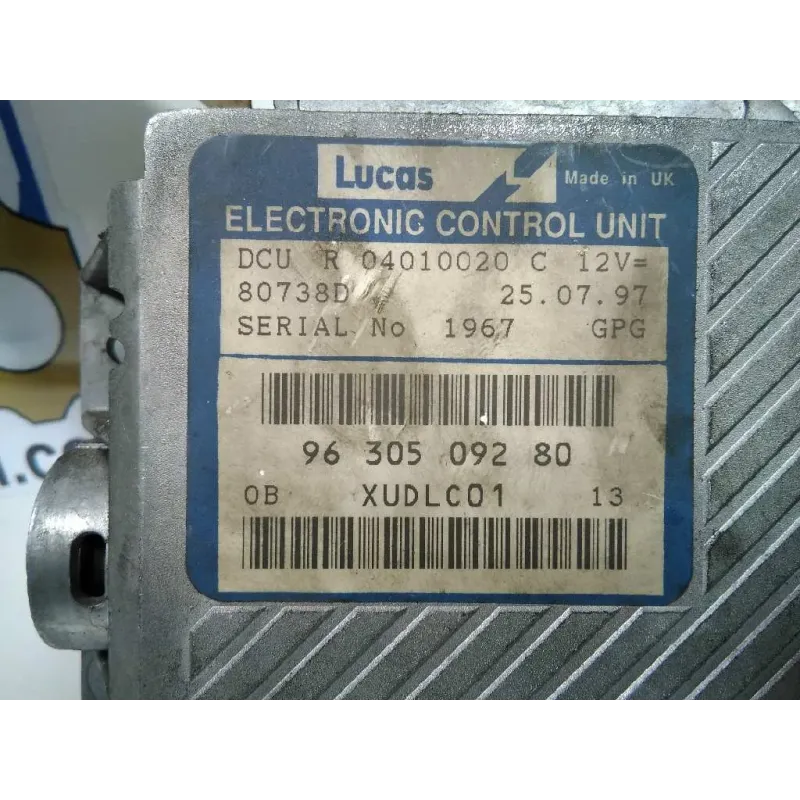 Lucas Made in UK
ELECTRONIC CONTROL UNIT
DCU R 04010020 C 12V=
80738D 25.07.97
SERIAL No 1967 GPG
96 305 092 80
0B XUDLC01 13